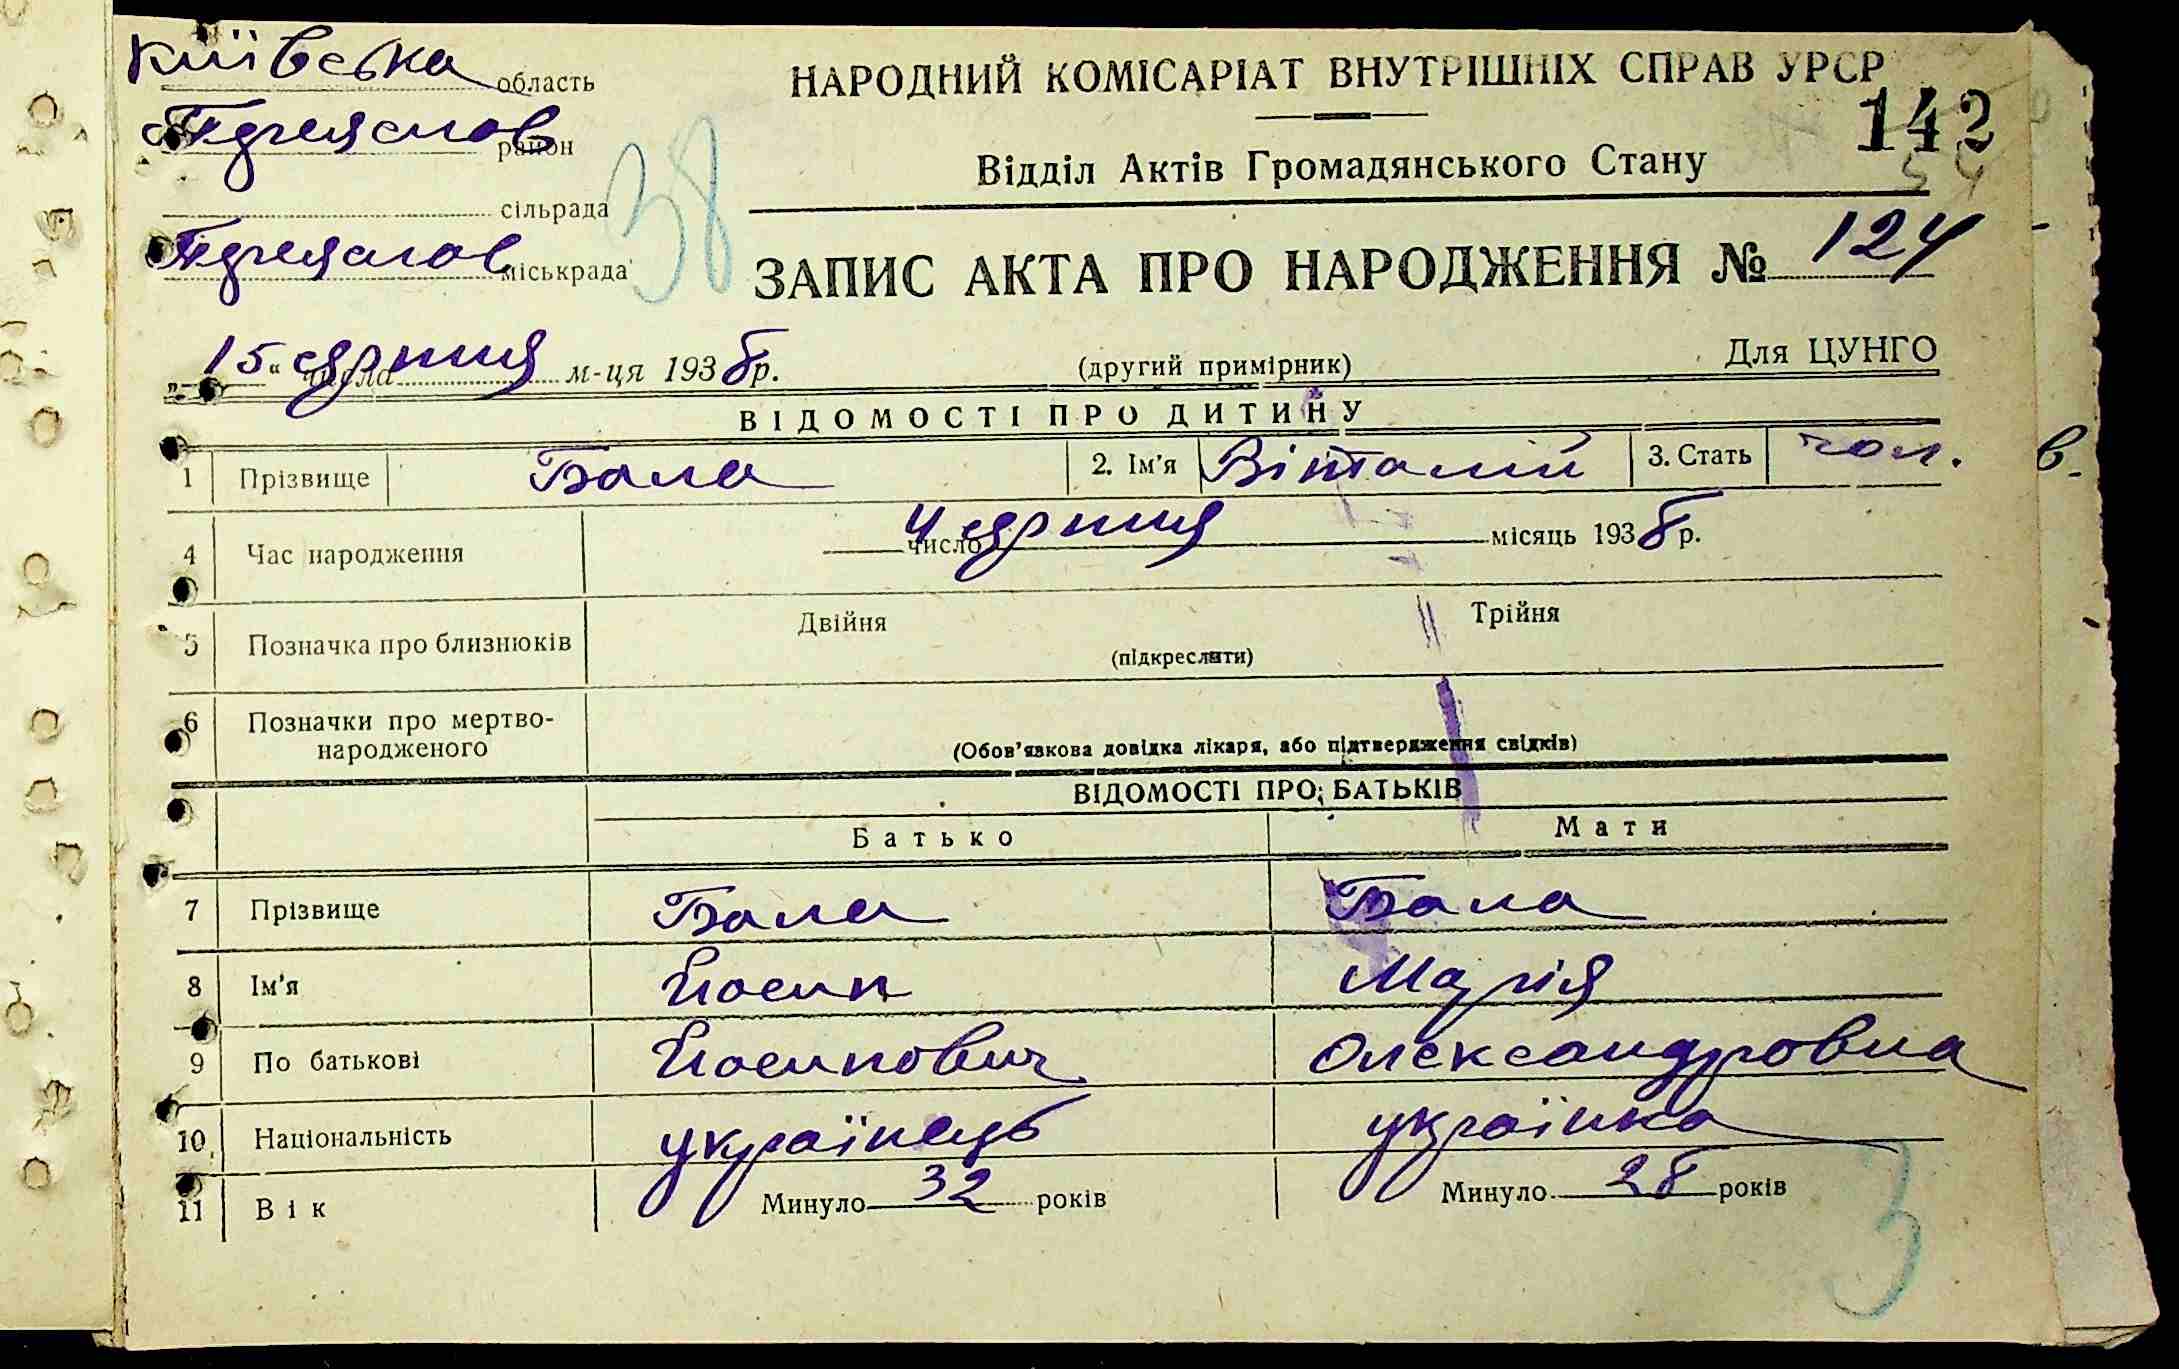 Київська область
НАРОДНИЙ КОМІСАРІАТ ВНУТРІШНІХ СПРАВ УРСР
район
142
54
Відділ Актів Громадянського Стану
сільрада
38
міськрада
ЗАПИС АКТА ПРО НАРОДЖЕННЯ № 124
„15“ числа серпня м-ця 1938 р.
(другий примірник)
Для ЦУНГО
ВІДОМОСТІ ПРО ДИТИНУ
1 Прізвище Бала 2. Ім'я Віталій 3. Стать чол. в.
4 Час народження 4 число серпня місяць 1938 р.
5 Позначка про близнюків Двійня Трійня
(підкреслити)
6 Позначки про мертво-
народженого
(Обов'язкова довідка лікаря, або підтвердження свідків)
ВІДОМОСТІ ПРО БАТЬКІВ
Батько Мати
7 Прізвище Бала Бала
8 Ім'я Йосип Марія
9 По батькові Йосипович Олександровна
10 Національність українець українка
11 Вік Минуло 32 років Минуло 28 років
3